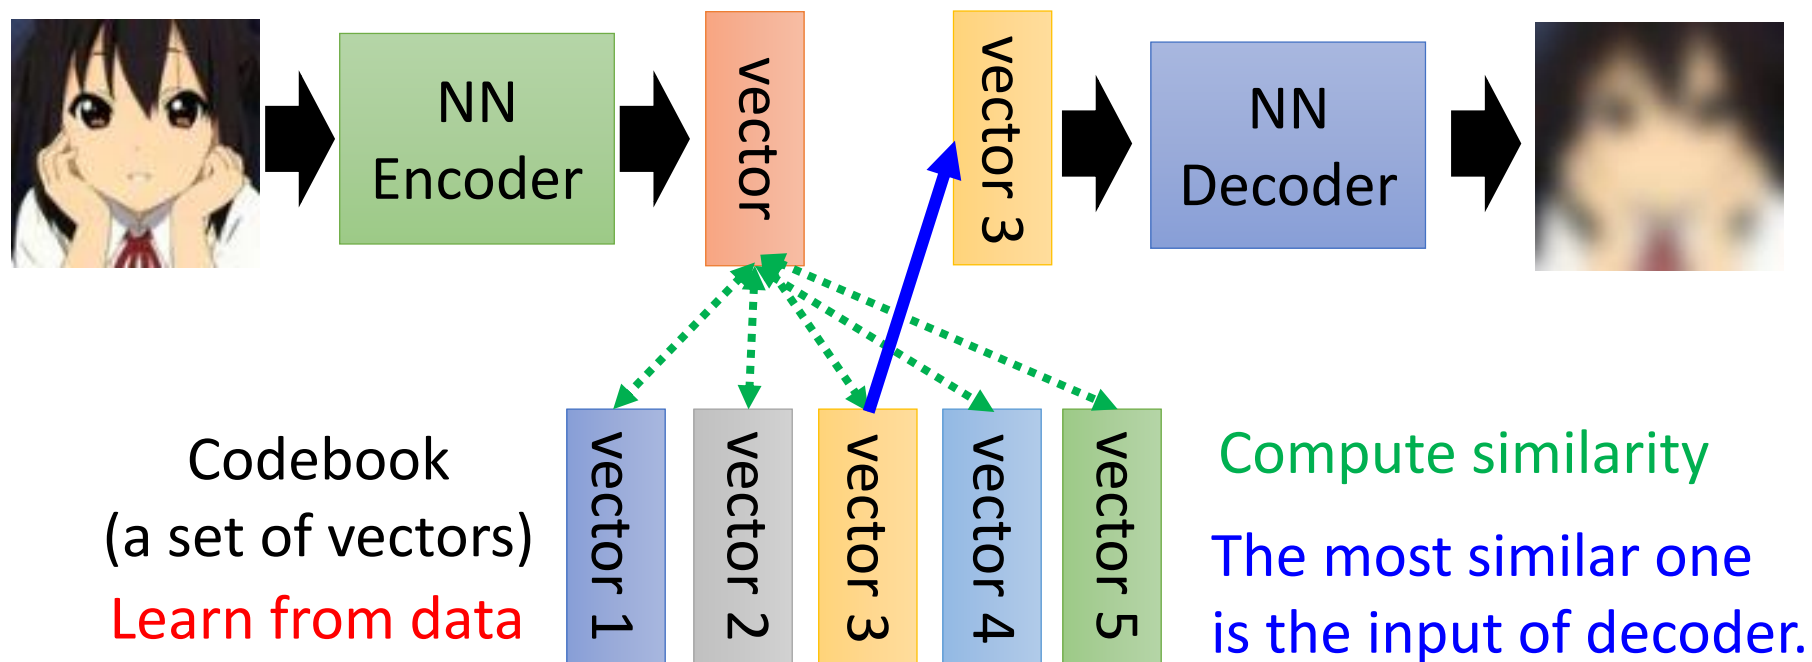 NN
Encoder
vector
vector 3
NN
Decoder
Codebook
(a set of vectors)
Learn from data
vector 1
vector 2
vector 3
vector 4
vector 5
Compute similarity
The most similar one
is the input of decoder.